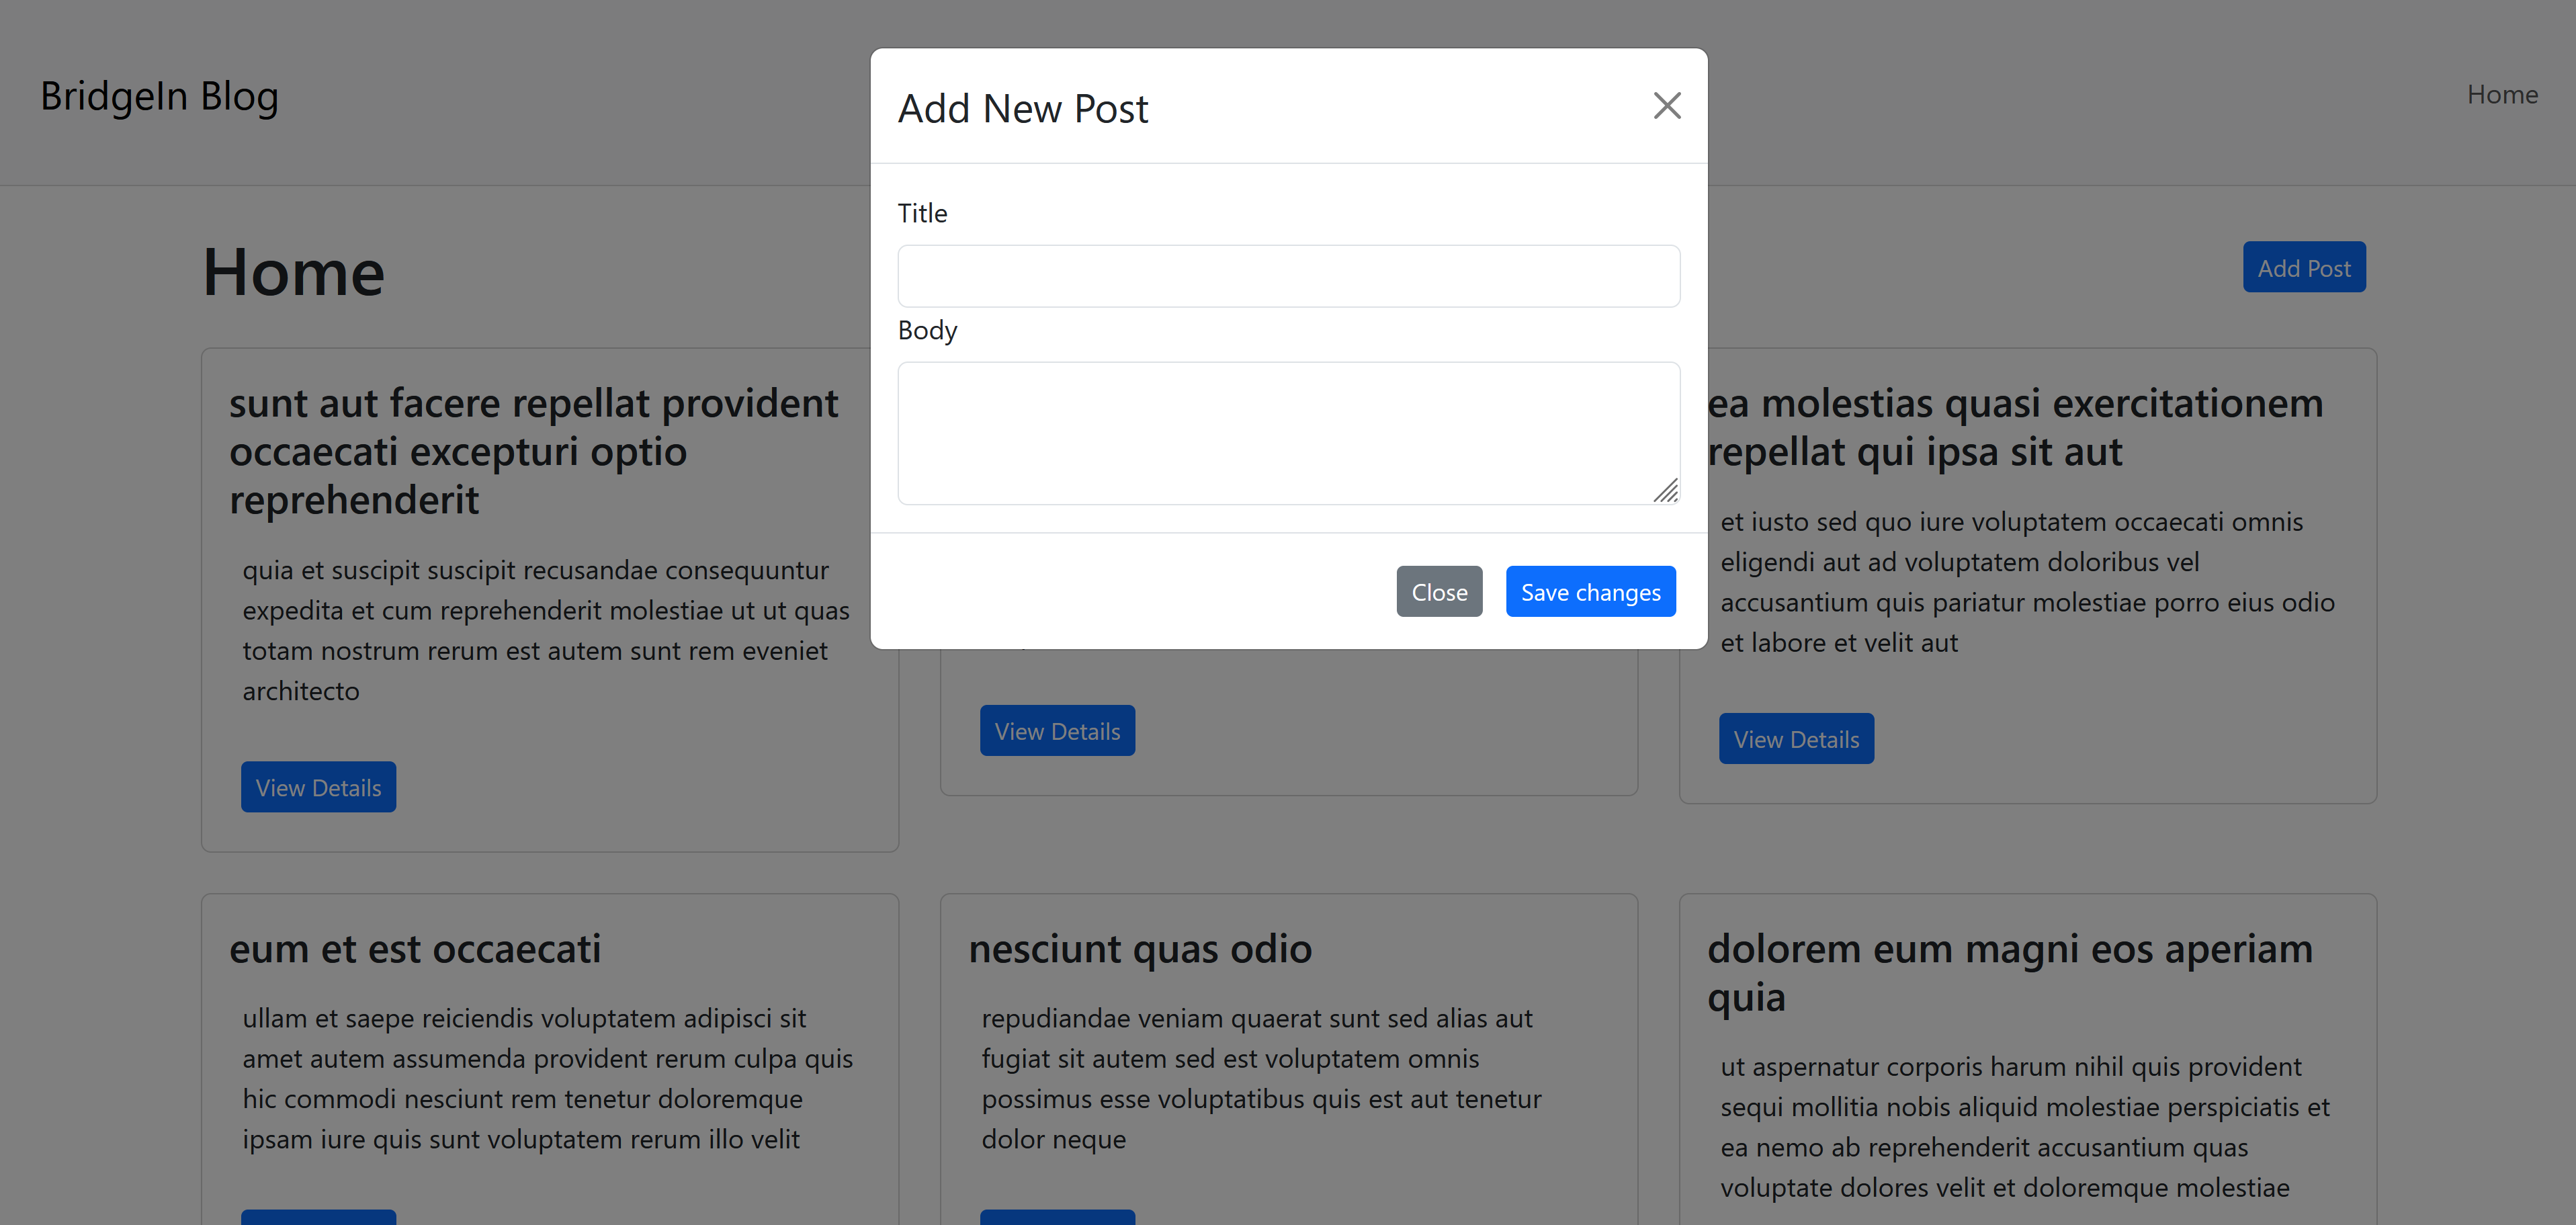 BridgeIn Blog
Home
Add New Post
Title
Body
Close
Save changes
Home
Add Post
sunt aut facere repellat provident
occaecati excepturi optio
reprehenderit
quia et suscipit suscipit recusandae consequuntur
expedita et cum reprehenderit molestiae ut ut quas
totam nostrum rerum est autem sunt rem eveniet
architecto
View Details
View Details
ea molestias quasi exercitationem
repellat qui ipsa sit aut
et iusto sed quo iure voluptatem occaecati omnis
eligendi aut ad voluptatem doloribus vel
accusantium quis pariatur molestiae porro eius odio
et labore et velit aut
View Details
eum et est occaecati
ullam et saepe reiciendis voluptatem adipisci sit
amet autem assumenda provident rerum culpa quis
hic commodi nesciunt rem tenetur doloremque
ipsam iure quis sunt voluptatem rerum illo velit
nesciunt quas odio
repudiandae veniam quaerat sunt sed alias aut
fugiat sit autem sed est voluptatem omnis
possimus esse voluptatibus quis est aut tenetur
dolor neque
dolorem eum magni eos aperiam
quia
ut aspernatur corporis harum nihil quis provident
sequi mollitia nobis aliquid molestiae perspiciatis et
ea nemo ab reprehenderit accusantium quas
voluptate dolores velit et doloremque molestiae